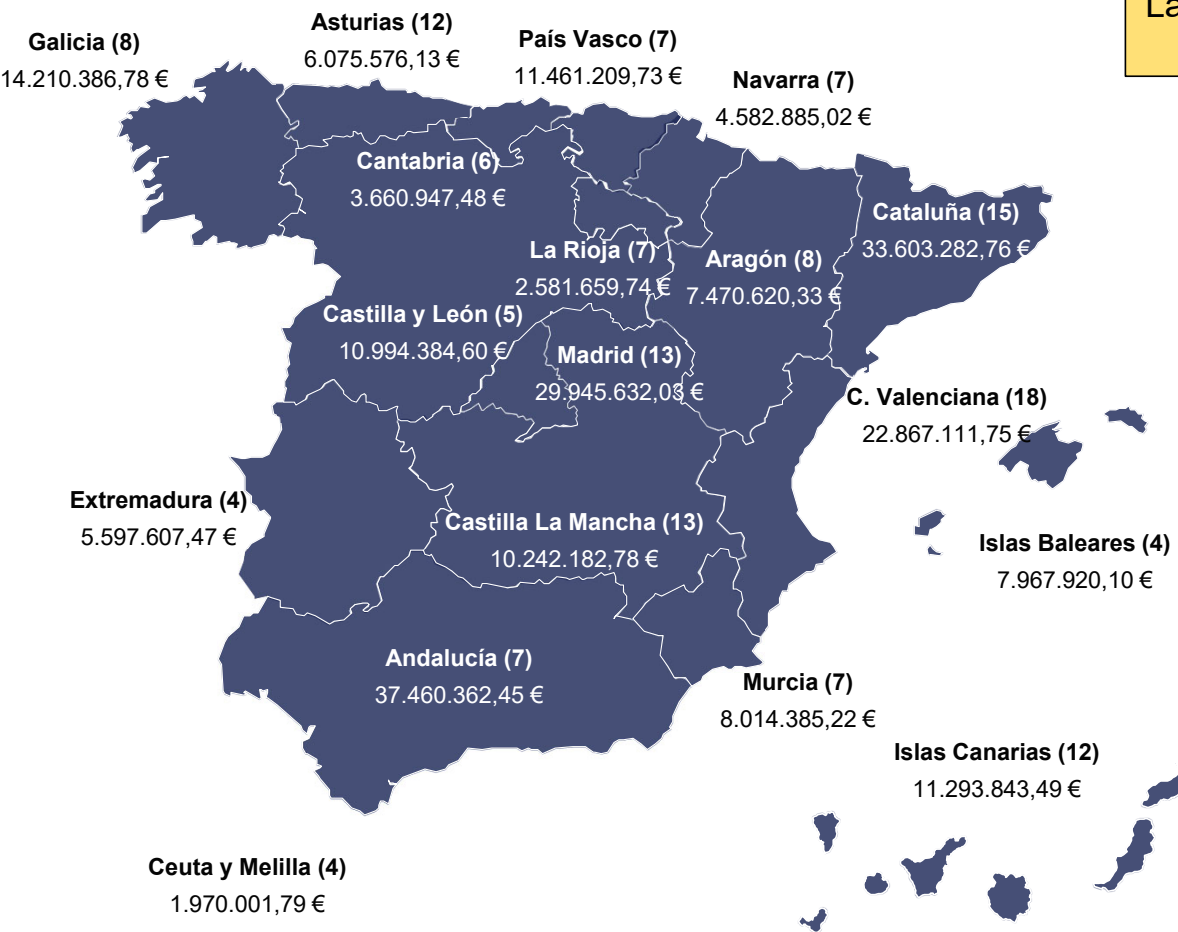 La
Asturias (12)
6.075.576,13 €
Galicia (8)
14.210.386,78 €
País Vasco (7)
11.461.209,73 €
Navarra (7)
4.582.885,02 €
Cantabria (6)
3.660.947,48 €
Cataluña (15)
33.603.282,76 €
La Rioja (7)
2.581.659,74 €
Aragón (8)
7.470.620,33 €
Castilla y León (5)
10.994.384,60 €
Madrid (13)
29.945.632,03 €
C. Valenciana (18)
22.867.111,75 €
Extremadura (4)
5.597.607,47 €
Castilla La Mancha (13)
10.242.182,78 €
Islas Baleares (4)
7.967.920,10 €
Andalucía (7)
37.460.362,45 €
Murcia (7)
8.014.385,22 €
Islas Canarias (12)
11.293.843,49 €
Ceuta y Melilla (4)
1.970.001,79 €